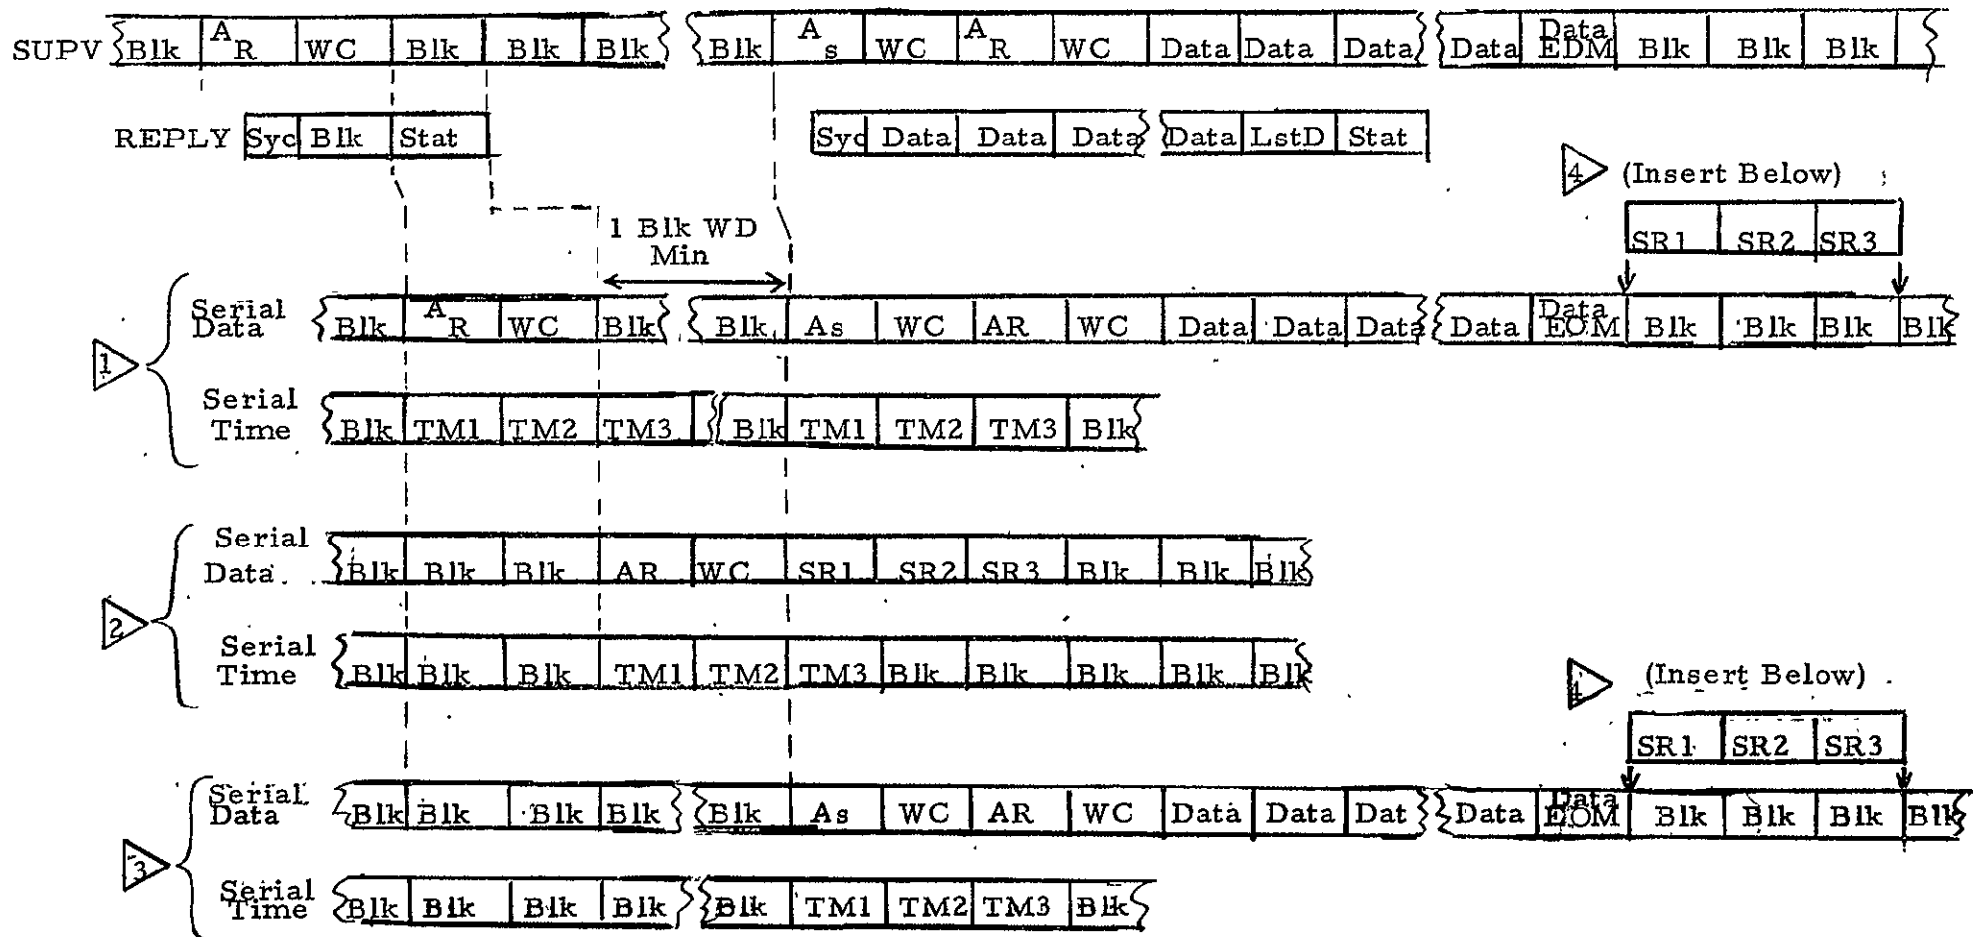 SUPV Blk A_R WC Blk Blk Blk Blk A_s WC A_R WC Data Data Data Data Data EDM Blk Blk Blk
REPLY Syc Blk Stat Syc Data Data Data Data LstD Stat
4 (Insert Below)
SR1 SR2 SR3
1 Blk WD
Min
1
Serial
Data Blk A_R WC Blk Blk As WC AR WC Data Data Data Data Data EOM Blk Blk Blk Blk
Serial
Time Blk TM1 TM2 TM3 Blk TM1 TM2 TM3 Blk
2
Serial
Data Blk Blk Blk AR WC SR1 SR2 SR3 Blk Blk Blk
Serial
Time Blk Blk Blk TM1 TM2 TM3 Blk Blk Blk Blk Blk
4 (Insert Below)
SR1 SR2 SR3
3
Serial
Data Blk Blk Blk Blk Blk As WC AR WC Data Data Dat Data Data EOM Blk Blk Blk Blk
Serial
Time Blk Blk Blk Blk Blk TM1 TM2 TM3 Blk